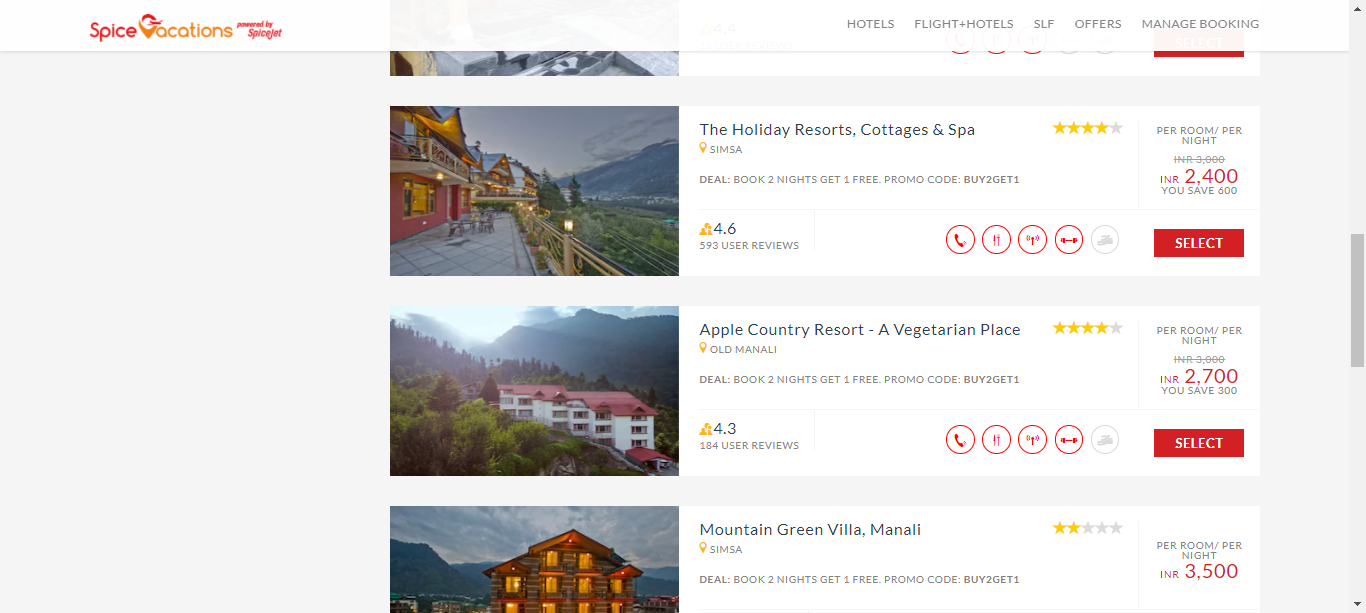 SpiceVacations powered by SpiceJet
HOTELS FLIGHT+HOTELS SLF OFFERS MANAGE BOOKING
4.4
USER REVIEWS
SELECT
The Holiday Resorts, Cottages & Spa
SIMSA
DEAL: BOOK 2 NIGHTS GET 1 FREE. PROMO CODE: BUY2GET1
PER ROOM/ PER
NIGHT
INR 3,000
INR 2,400
YOU SAVE 600
4.6
593 USER REVIEWS
SELECT
Apple Country Resort - A Vegetarian Place
OLD MANALI
DEAL: BOOK 2 NIGHTS GET 1 FREE. PROMO CODE: BUY2GET1
PER ROOM/ PER
NIGHT
INR 3,000
INR 2,700
YOU SAVE 300
4.3
184 USER REVIEWS
SELECT
Mountain Green Villa, Manali
SIMSA
DEAL: BOOK 2 NIGHTS GET 1 FREE. PROMO CODE: BUY2GET1
PER ROOM/ PER
NIGHT
INR 3,500